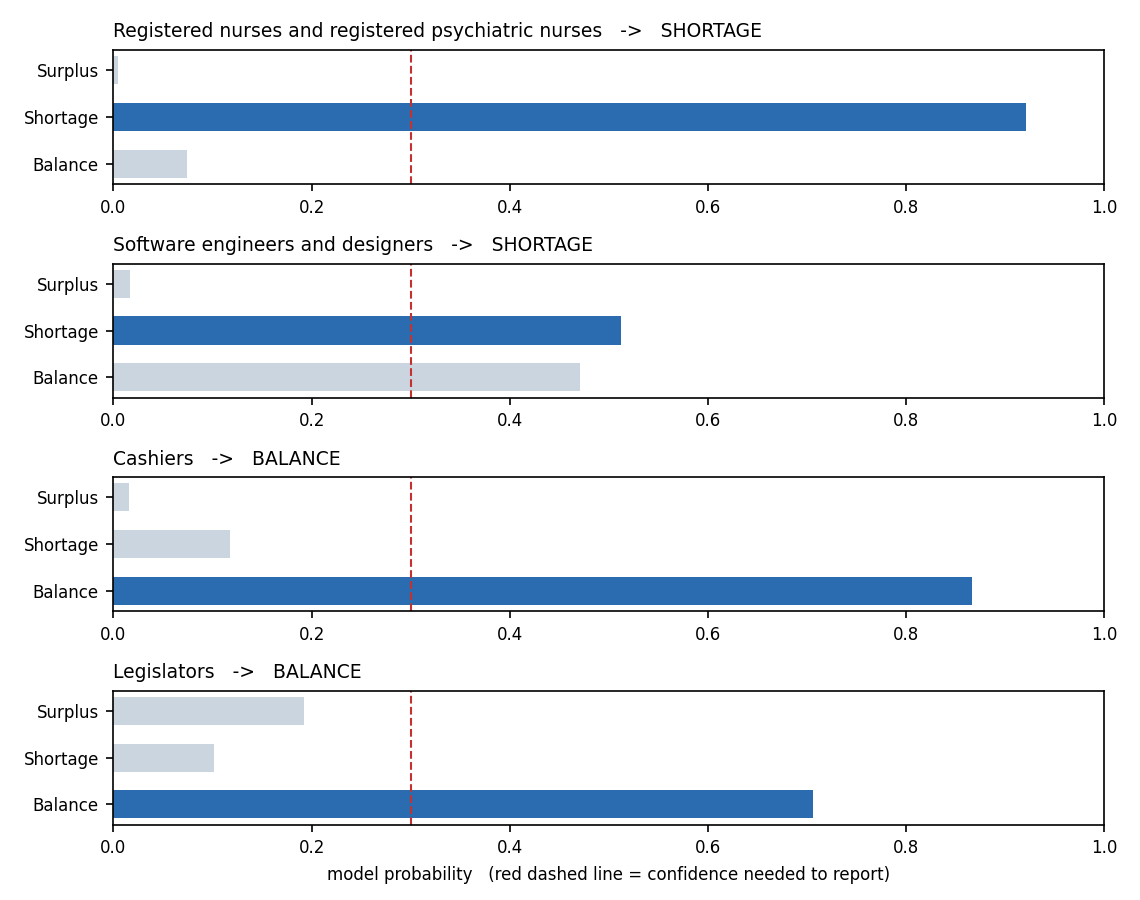 Registered nurses and registered psychiatric nurses -> SHORTAGE
Surplus
Shortage
Balance
0.0 0.2 0.4 0.6 0.8 1.0
Software engineers and designers -> SHORTAGE
Surplus
Shortage
Balance
0.0 0.2 0.4 0.6 0.8 1.0
Cashiers -> BALANCE
Surplus
Shortage
Balance
0.0 0.2 0.4 0.6 0.8 1.0
Legislators -> BALANCE
Surplus
Shortage
Balance
0.0 0.2 0.4 0.6 0.8 1.0
model probability (red dashed line = confidence needed to report)